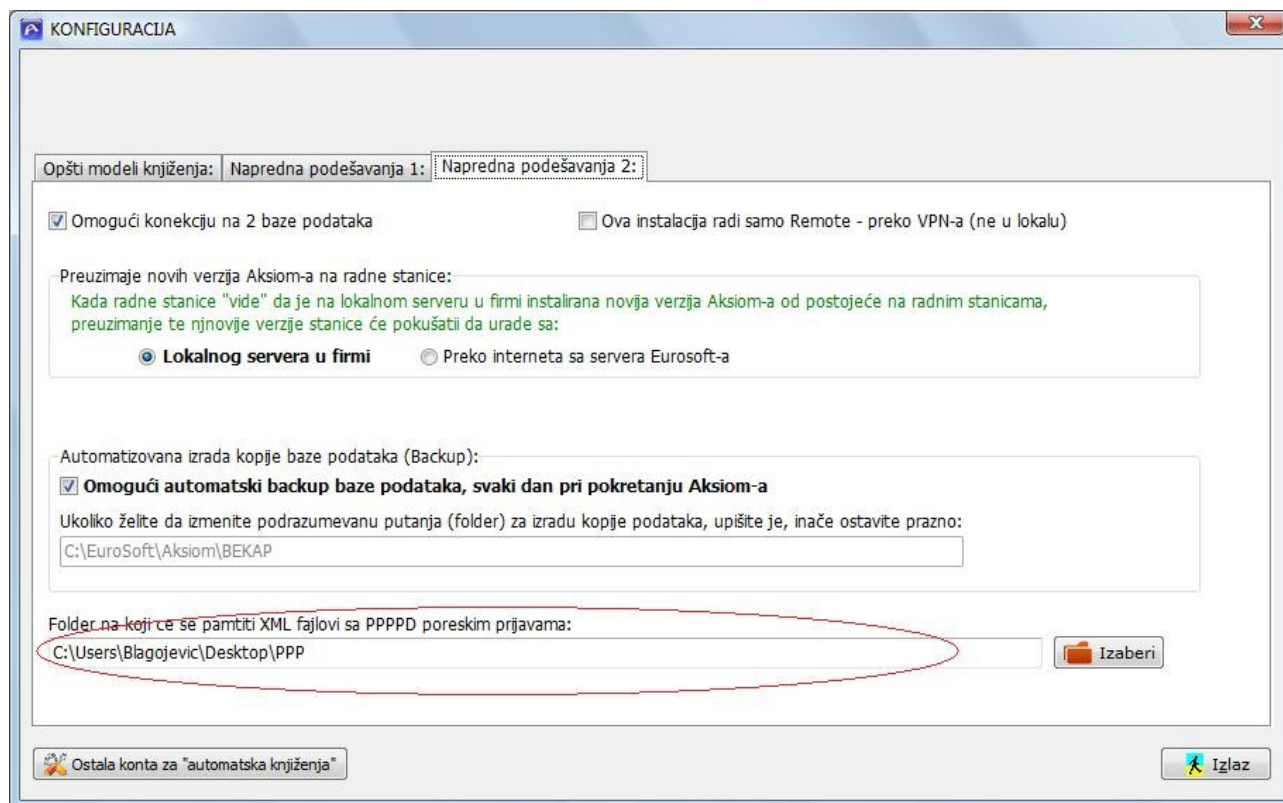 KONFIGURACIJA
Opšti modeli knjiženja: Napredna podešavanja 1: Napredna podešavanja 2:
Omogući konekciju na 2 baze podataka Ova instalacija radi samo Remote - preko VPN-a (ne u lokalu)
Preuzimaje novih verzija Aksiom-a na radne stanice:
Kada radne stanice "vide" da je na lokalnom serveru u firmi instalirana novija verzija Aksiom-a od postojeće na radnim stanicama,
preuzimanje te njnovije verzije stanice će pokušatii da urade sa:
Lokalnog servera u firmi Preko interneta sa servera Eurosoft-a
Automatizovana izrada kopije baze podataka (Backup):
Omogući automatski backup baze podataka, svaki dan pri pokretanju Aksiom-a
Ukoliko želite da izmenite podrazumevanu putanja (folder) za izradu kopije podataka, upišite je, inače ostavite prazno:
C:\EuroSoft\Aksiom\BEKAP
Folder na koji će se pamtiti XML fajlovi sa PPPPD poreskim prijavama:
C:\Users\Blagojevic\Desktop\PPP Izaberi
Ostala konta za "automatska knjiženja" Izlaz